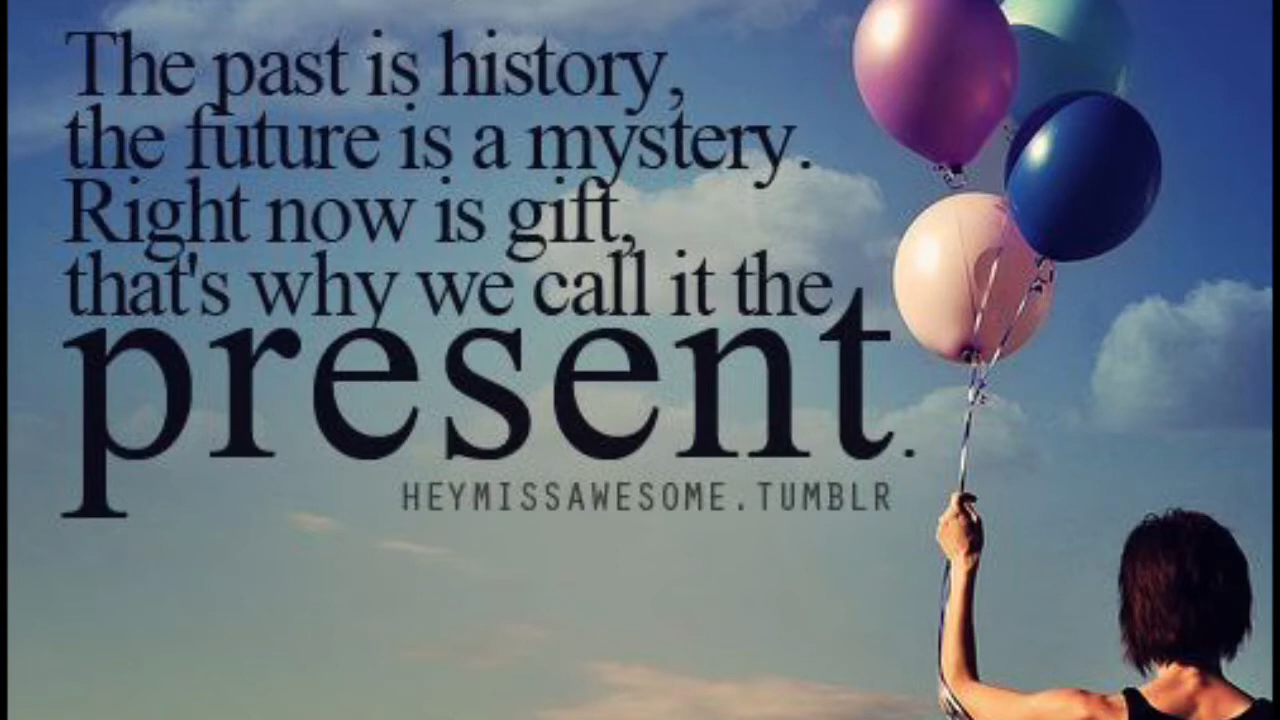 The past is history,
the future is a mystery.
Right now is gift,
that's why we call it the
present.
HEYMISSAWESOME.TUMBLR